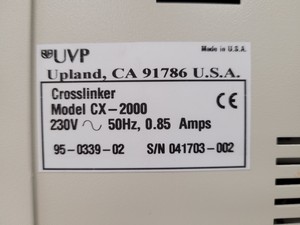 UVP Made in U.S.A.
Upland, CA 91786 U.S.A.
Crosslinker
Model CX-2000 CE
230V ∿ 50Hz, 0.85 Amps
95-0339-02 S/N 041703-002